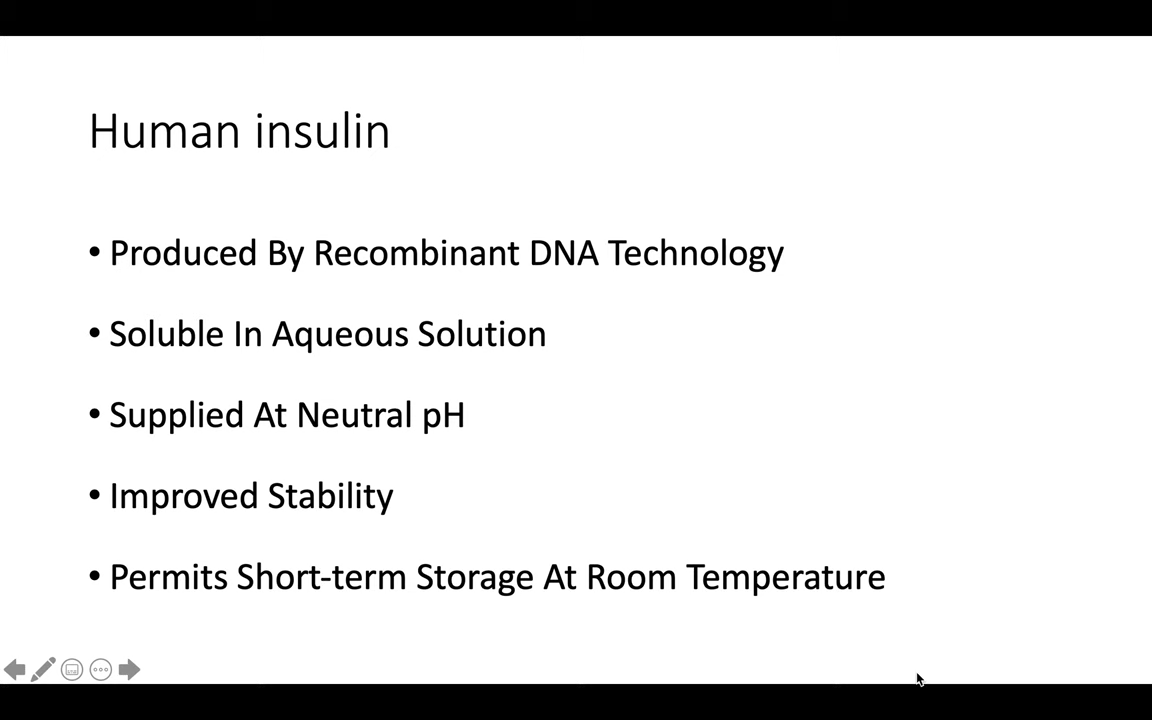 Human insulin
• Produced By Recombinant DNA Technology
• Soluble In Aqueous Solution
• Supplied At Neutral pH
• Improved Stability
• Permits Short-term Storage At Room Temperature